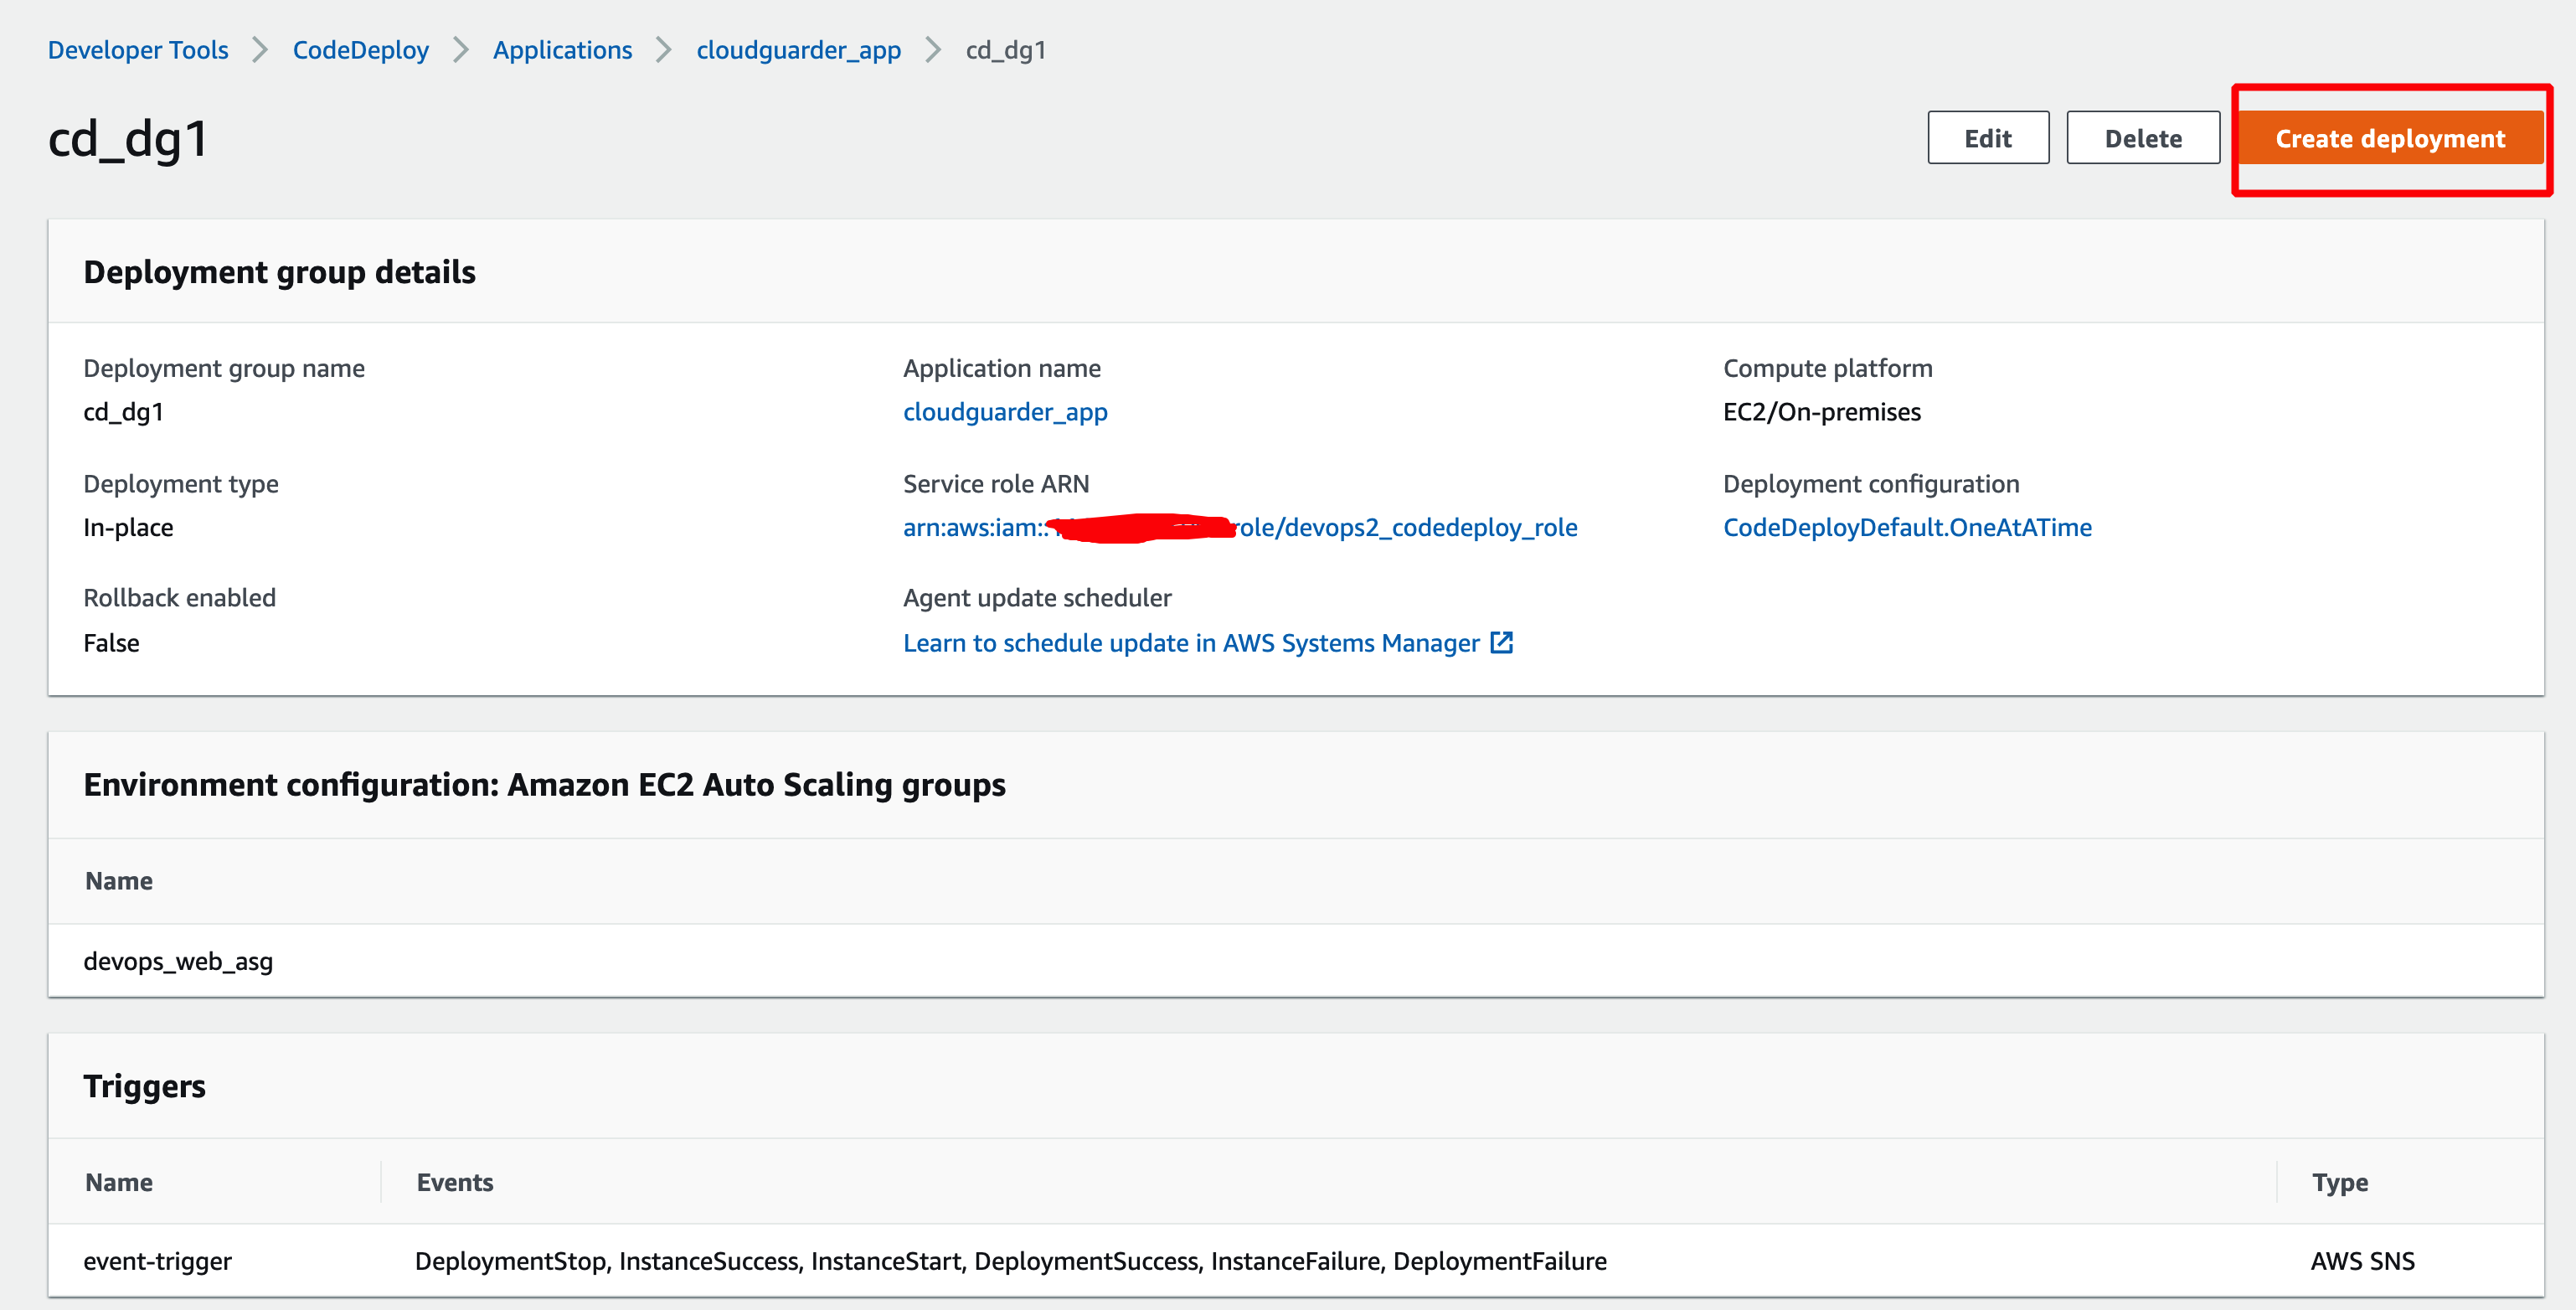 Developer Tools > CodeDeploy > Applications > cloudguarder_app > cd_dg1
cd_dg1
Edit
Delete
Create deployment
Deployment group details
Deployment group name
cd_dg1
Application name
cloudguarder_app
Compute platform
EC2/On-premises
Deployment type
In-place
Service role ARN
arn:aws:iam:: ole/devops2_codedeploy_role
Deployment configuration
CodeDeployDefault.OneAtATime
Rollback enabled
False
Agent update scheduler
Learn to schedule update in AWS Systems Manager
Environment configuration: Amazon EC2 Auto Scaling groups
Name
devops_web_asg
Triggers
Name Events Type
event-trigger DeploymentStop, InstanceSuccess, InstanceStart, DeploymentSuccess, InstanceFailure, DeploymentFailure AWS SNS